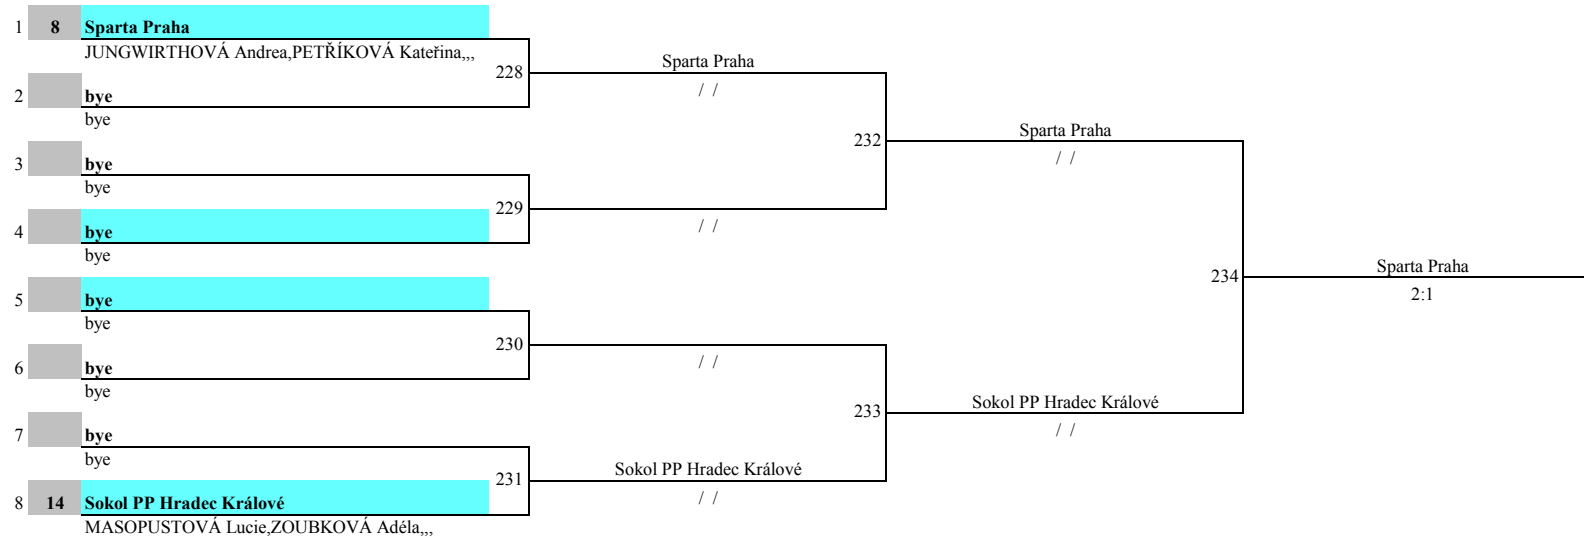 1 8 Sparta Praha
JUNGWIRTHOVÁ Andrea,PETŘÍKOVÁ Kateřina,,,
Sparta Praha
228
/ /
2 bye
bye
Sparta Praha
232
/ /
3 bye
bye
229
/ /
4 bye
bye
Sparta Praha
234
2:1
5 bye
bye
230
/ /
6 bye
bye
Sokol PP Hradec Králové
233
/ /
7 bye
bye
Sokol PP Hradec Králové
231
/ /
8 14 Sokol PP Hradec Králové
MASOPUSTOVÁ Lucie,ZOUBKOVÁ Adéla,,,